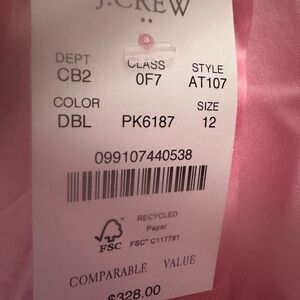 J.CREW
DEPT CLASS STYLE
CB2 0F7 AT107
COLOR SIZE
DBL PK6187 12
099107440538
RECYCLED
Paper
FSC FSC® C117781
COMPARABLE VALUE
$328.00